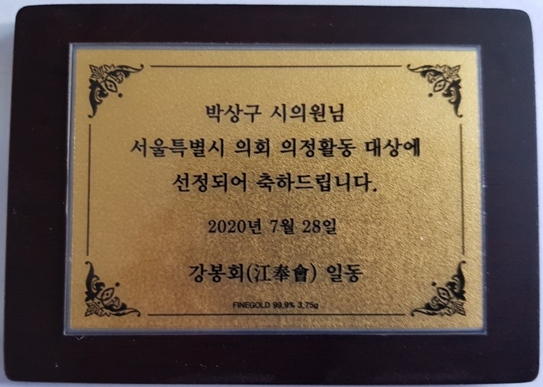 박상구 시의원님
서울특별시 의회 의정활동 대상에
선정되어 축하드립니다.
2020년 7월 28일
강봉회(江奉會) 일동
FINEGOLD 99.9% 3.75g